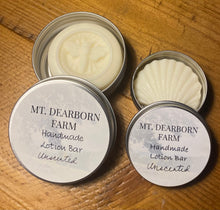 MT. DEARBORN
FARM
Handmade
Lotion Bar
Unscented
MT. DEARBORN
FARM
Handmade
Lotion Bar
Unscented